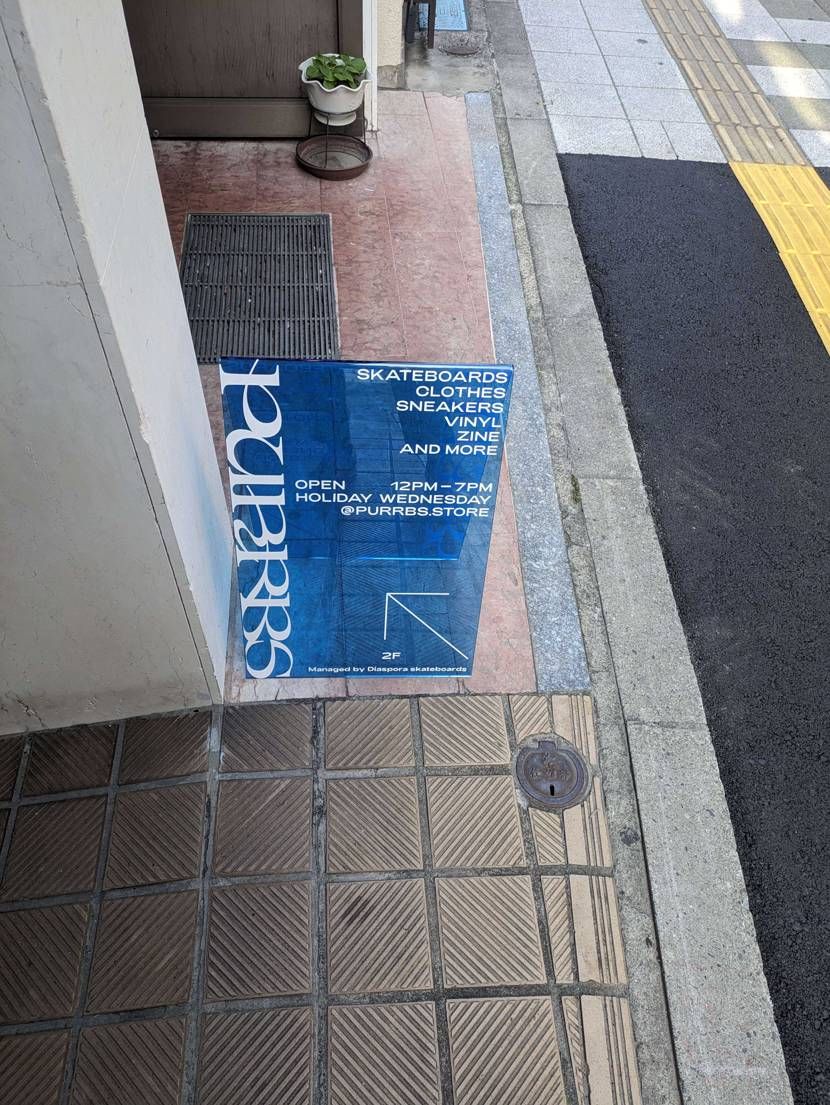 PURRBS
SKATEBOARDS
CLOTHES
SNEAKERS
VINYL
ZINE
AND MORE
OPEN 12PM–7PM
HOLIDAY WEDNESDAY
@PURRBS.STORE
2F
Managed by Diaspora skateboards